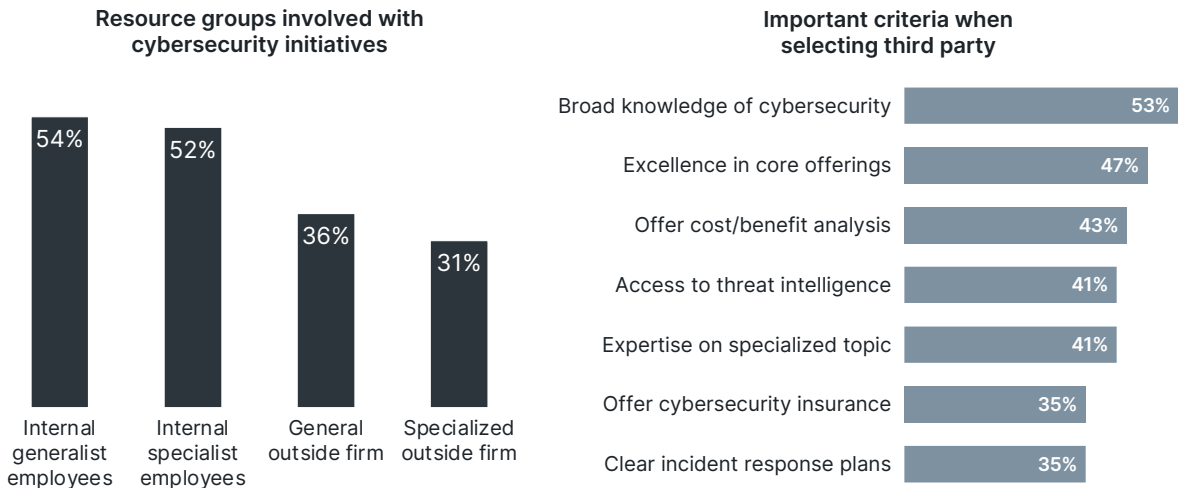 Resource groups involved with
cybersecurity initiatives
54%
52%
36%
31%
Internal
generalist
employees
Internal
specialist
employees
General
outside firm
Specialized
outside firm
Important criteria when
selecting third party
Broad knowledge of cybersecurity 53%
Excellence in core offerings 47%
Offer cost/benefit analysis 43%
Access to threat intelligence 41%
Expertise on specialized topic 41%
Offer cybersecurity insurance 35%
Clear incident response plans 35%